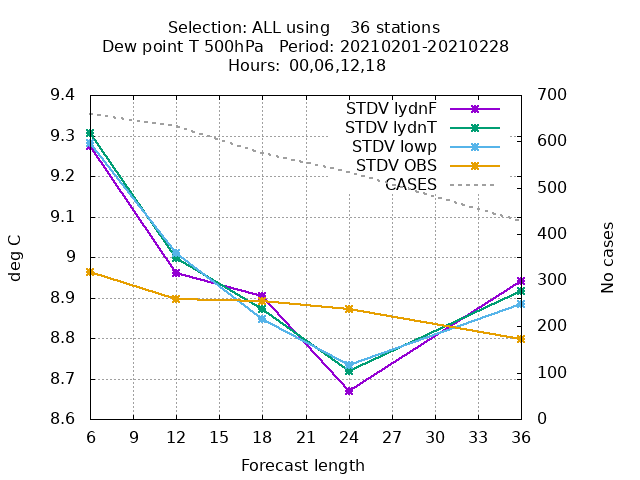 Selection: ALL using    36 stations
Dew point T 500hPa   Period: 20210201-20210228
Hours: 00,06,12,18
9.4
9.3
9.2
9.1
9
8.9
8.8
8.7
8.6
deg C
700
600
500
400
300
200
100
0
No cases
STDV IydnF
STDV IydnT
STDV Iowp
STDV OBS
CASES
6 9 12 15 18 21 24 27 30 33 36
Forecast length